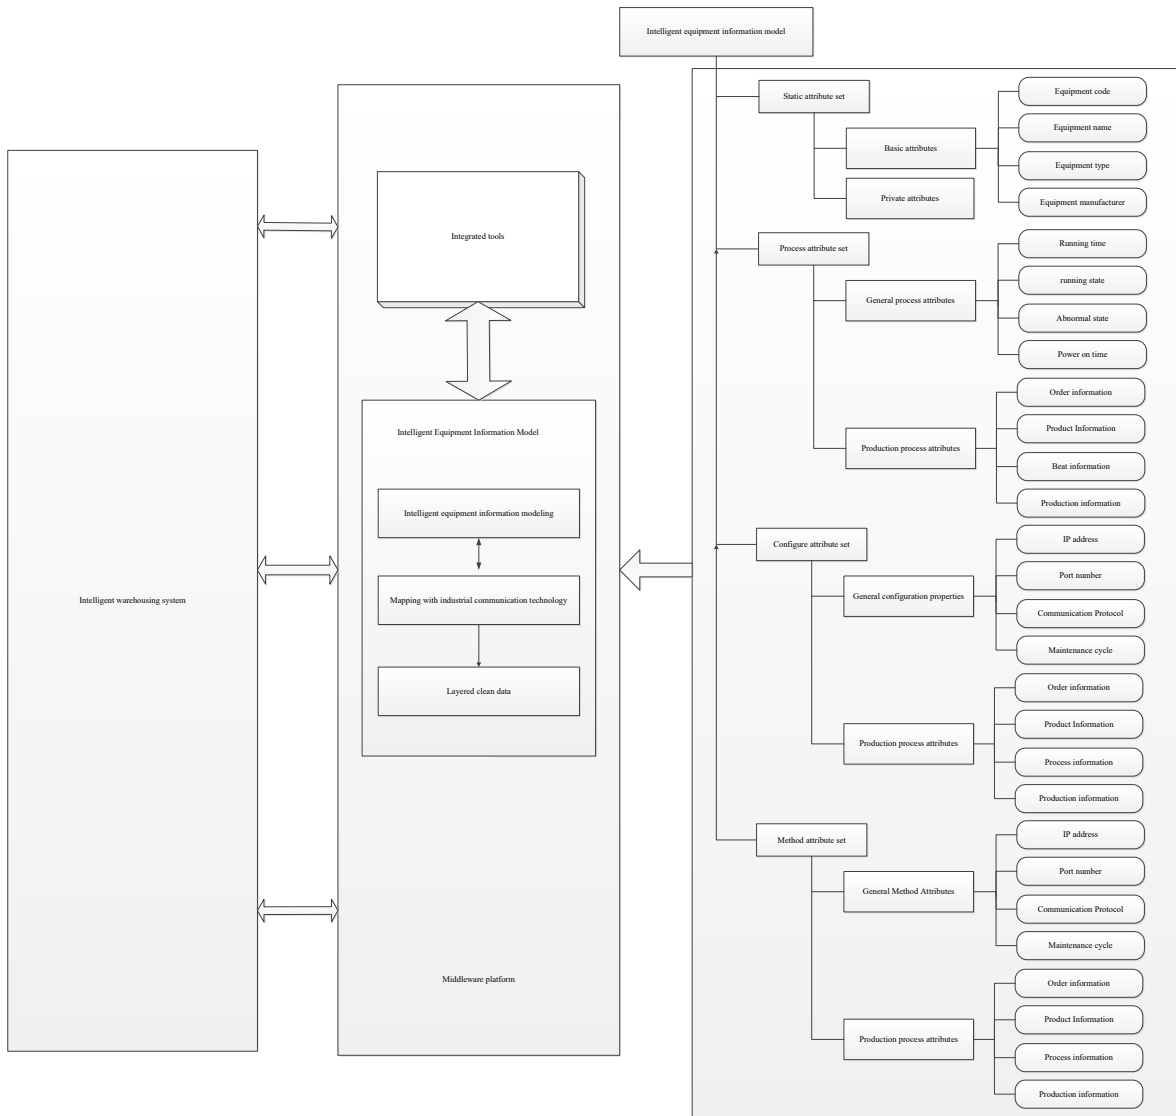 Intelligent equipment information model
Intelligent warehousing system
Integrated tools
Intelligent Equipment Information Model
Intelligent equipment information modeling
Mapping with industrial communication technology
Layered clean data
Middleware platform
Static attribute set
Basic attributes
Equipment code
Equipment name
Equipment type
Equipment manufacturer
Private attributes
Process attribute set
General process attributes
Running time
running state
Abnormal state
Power on time
Production process attributes
Order information
Product Information
Beat information
Production information
Configure attribute set
General configuration properties
IP address
Port number
Communication Protocol
Maintenance cycle
Production process attributes
Order information
Product Information
Process information
Production information
Method attribute set
General Method Attributes
IP address
Port number
Communication Protocol
Maintenance cycle
Production process attributes
Order information
Product Information
Process information
Production information